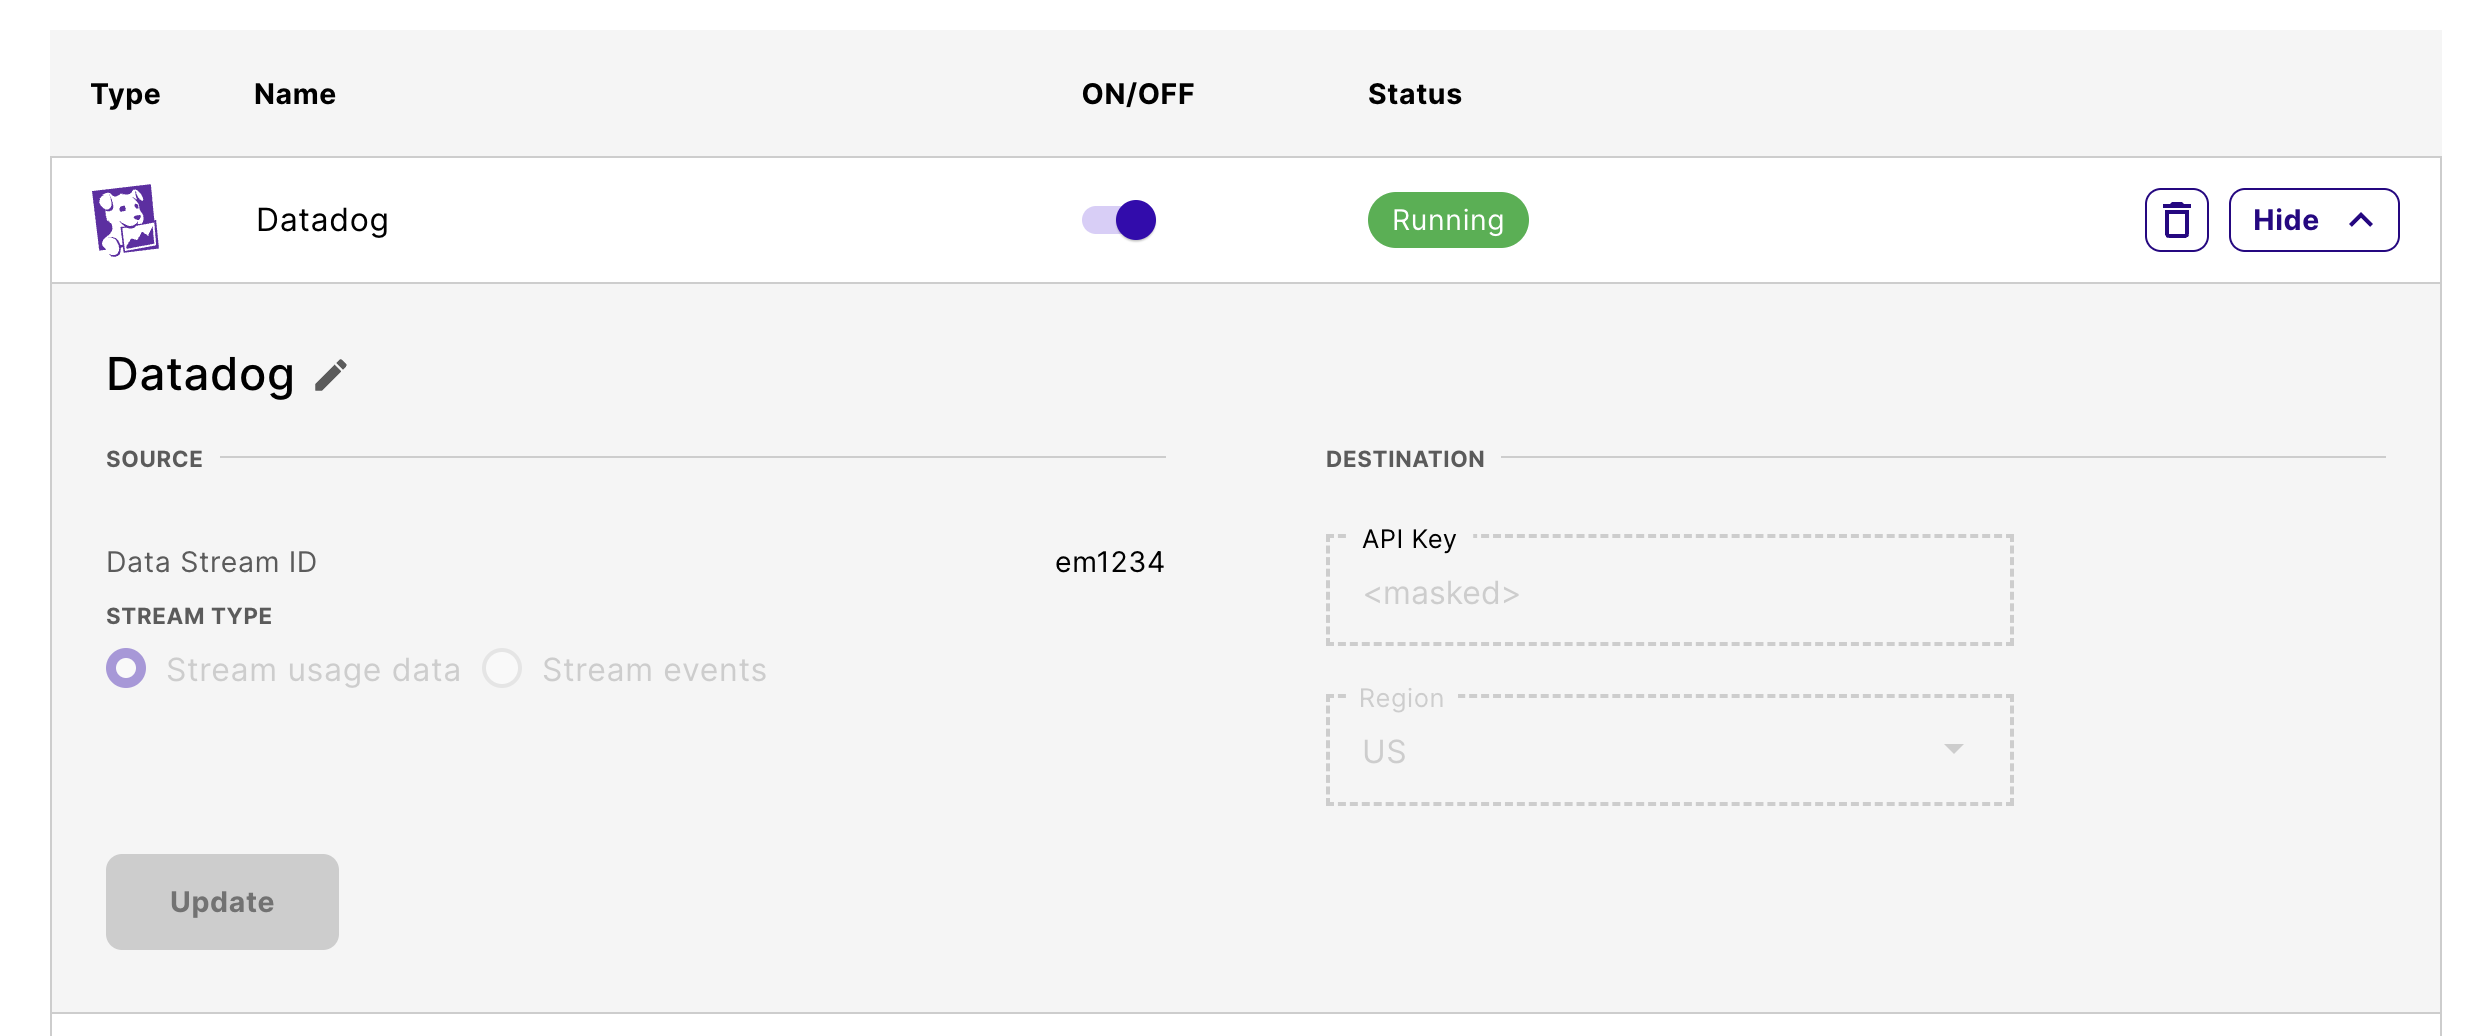 Type Name ON/OFF Status
Datadog Running Hide
Datadog
SOURCE
Data Stream ID em1234
STREAM TYPE
Stream usage data Stream events
Update
DESTINATION
API Key
<masked>
Region
US